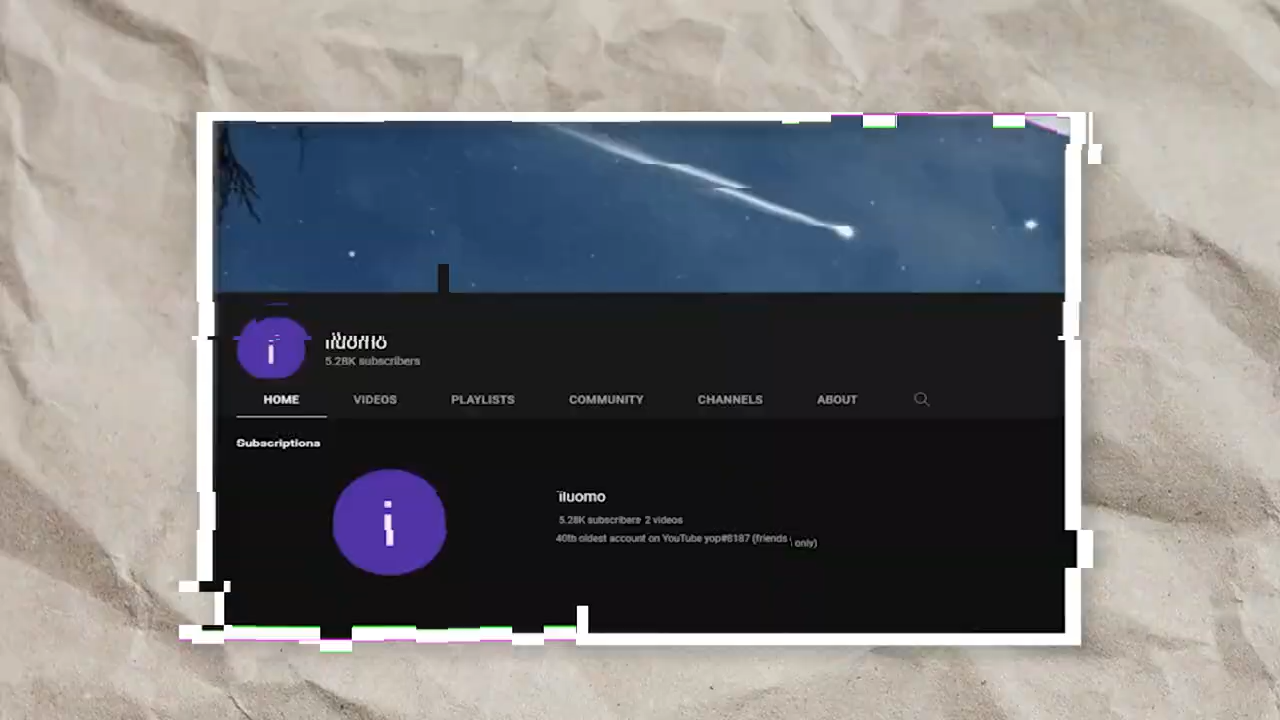 i
iluomo
5.28K subscribers
HOME VIDEOS PLAYLISTS COMMUNITY CHANNELS ABOUT
Subscriptions
i
iluomo
5.28K subscribers 2 videos
40th oldest account on YouTube yop#8187 (friends only)